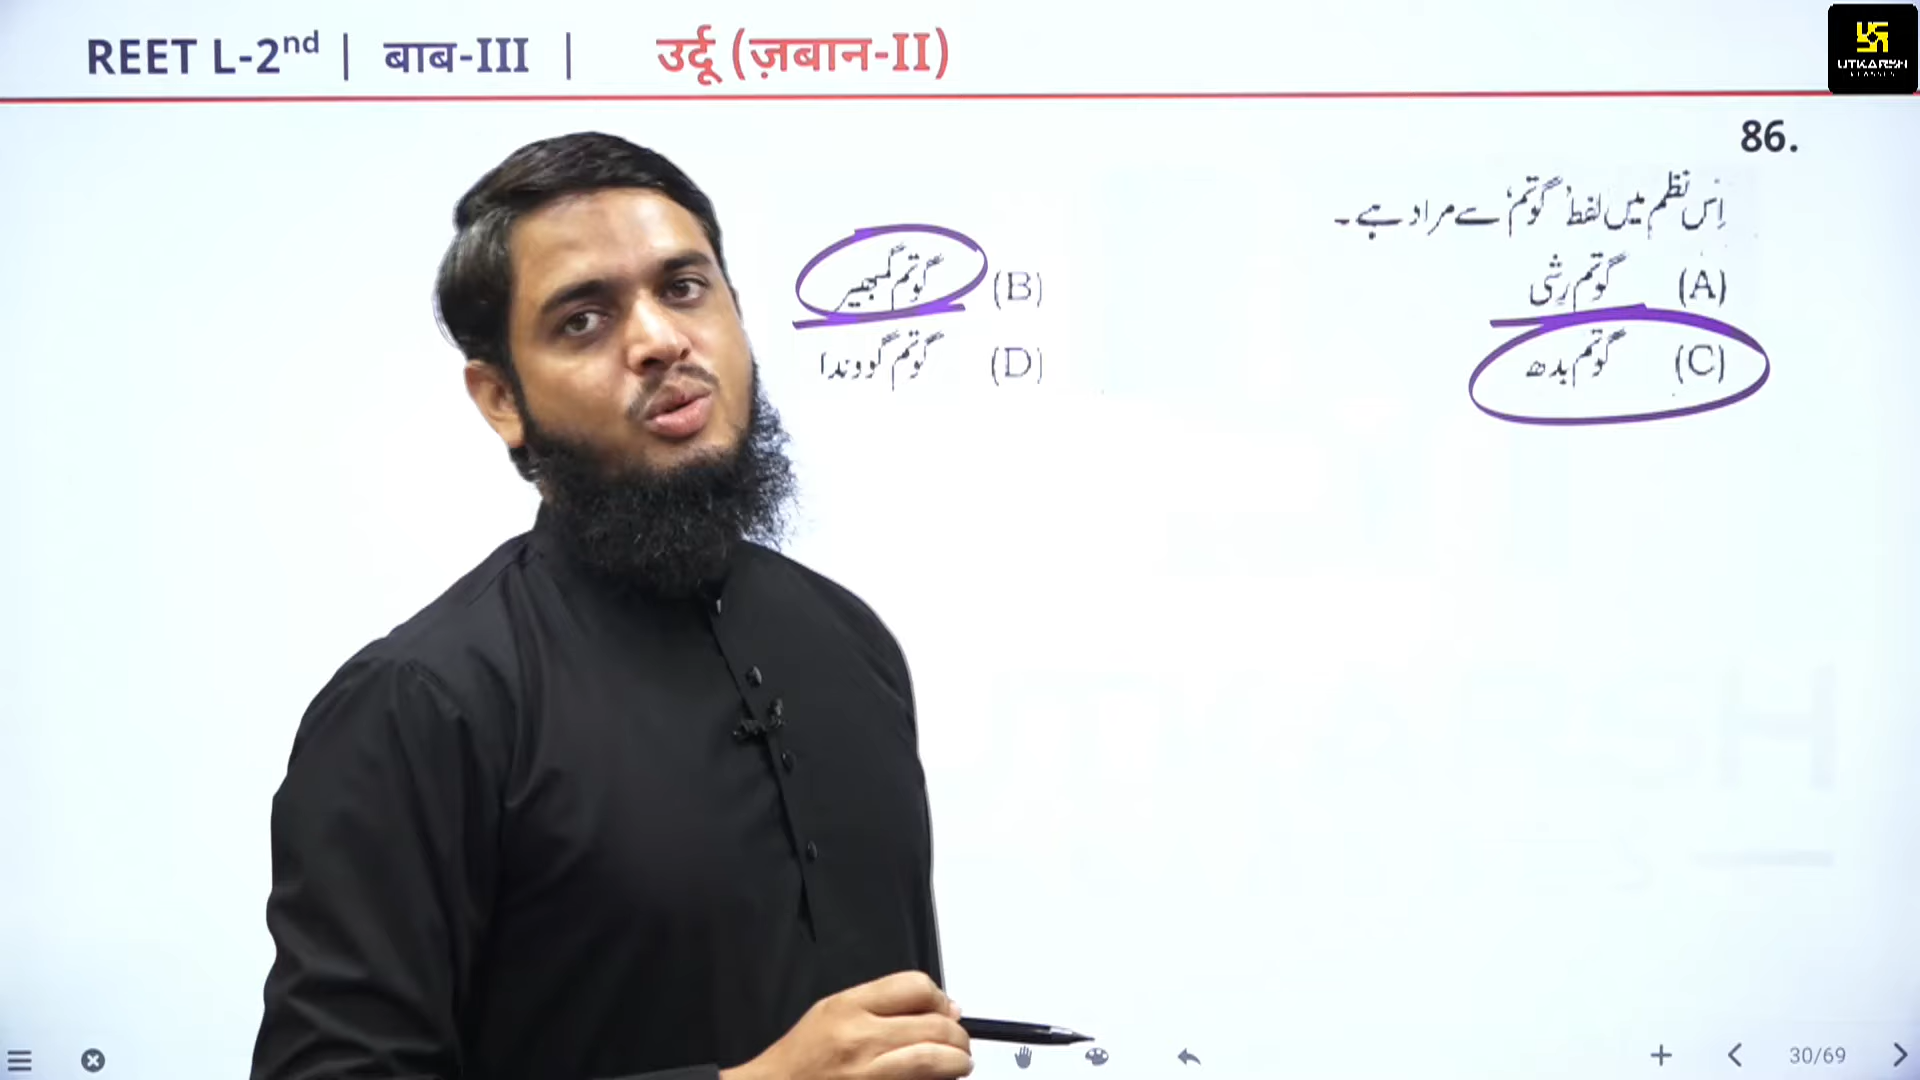 REET L-2nd | बाब-III | उर्दू (ज़बान-II)
UTKARSH
CLASSES
86.
اِس نظم میں لفظ 'گوتم' سے مراد ہے۔
(A) گوتم رشی
(B) گوتم گمبھیر
(C) گوتم بدھ
(D) گوتم گووندا
30/69